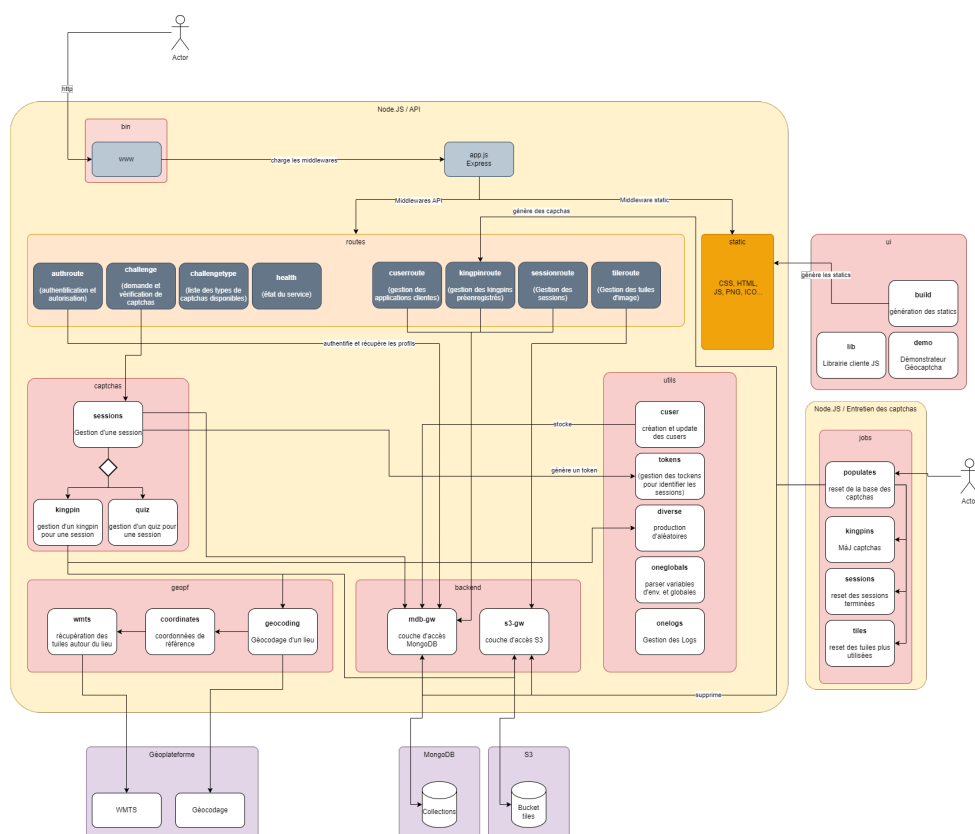 Actor
http
Node.JS / API
bin
www
charge les middlewares
app.js
Express
Middlewares API
Middleware static
génère des capchas
routes
authroute
(authentification et
autorisation)
challenge
(demande et
vérification de
captchas
challengetype
(liste des types de
captchas disponibles)
health
(état du service)
cuserroute
(gestion des
applications clientes)
kingpinroute
(gestion des kingpins
préenregistrés)
sessionroute
(Gestion des
sessions)
tileroute
(Gestion des tuiles
d'image)
static
CSS, HTML,
JS, PNG, ICO...
ui
génère les statics
build
génération des statics
lib
Librairie cliente JS
demo
Démonstrateur
Géocaptcha
authentifie et récupère les profils
captchas
sessions
Gestion d'une session
kingpin
gestion d'un kingpin
pour une session
quiz
gestion d'un quiz pour
une session
stocke
génère un token
utils
cuser
création et update
des cusers
tokens
(gestion des tockens
pour identifier les
sessions)
diverse
production
d'aléatoires
oneglobals
parser variables
d'env. et globales
onelogs
Gestion des Logs
Node.JS / Entretien des captchas
jobs
populates
reset de la base des
captchas
kingpins
MàJ captchas
sessions
reset des sessions
terminées
tiles
reset des tuiles plus
utilisées
Actor
geopf
wmts
récupération des
tuiles autour du lieu
coordinates
coordonnées de
référence
geocoding
Géocodage d'un lieu
backend
mdb-gw
couche d'accès
MongoDB
s3-gw
couche d'accès S3
supprime
Géoplateforme
WMTS
Géocodage
MongoDB
Collections
S3
Bucket
tiles